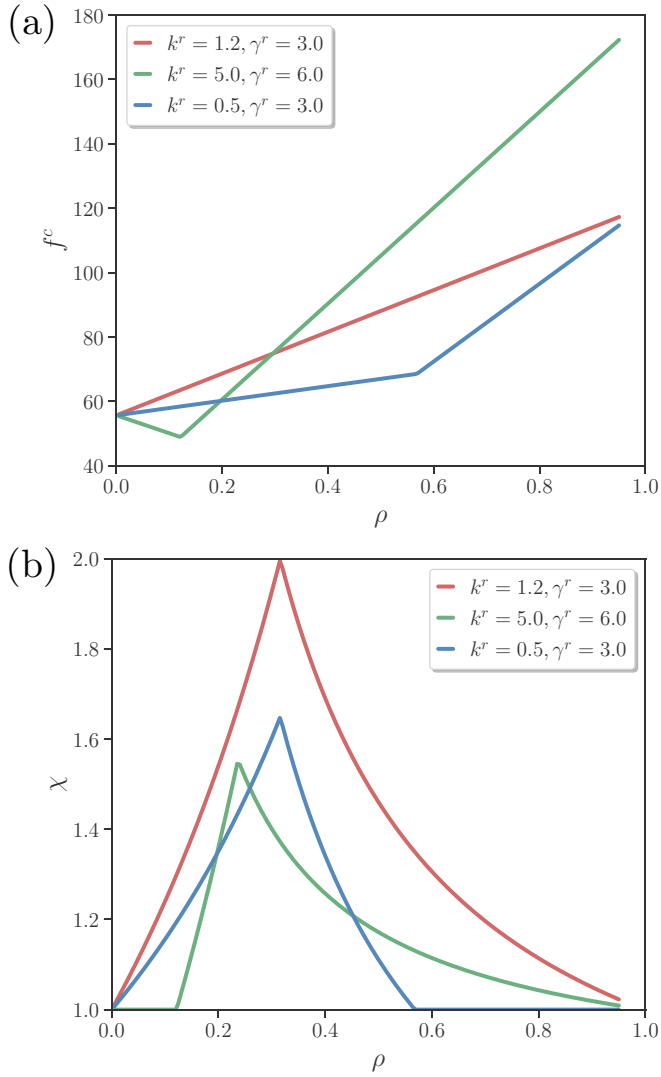 (a)
k^r = 1.2, γ^r = 3.0
k^r = 5.0, γ^r = 6.0
k^r = 0.5, γ^r = 3.0
180
160
140
120
100
80
60
40
f^c
0.0 0.2 0.4 0.6 0.8 1.0
ρ
(b)
k^r = 1.2, γ^r = 3.0
k^r = 5.0, γ^r = 6.0
k^r = 0.5, γ^r = 3.0
2.0
1.8
1.6
1.4
1.2
1.0
χ
0.0 0.2 0.4 0.6 0.8 1.0
ρ